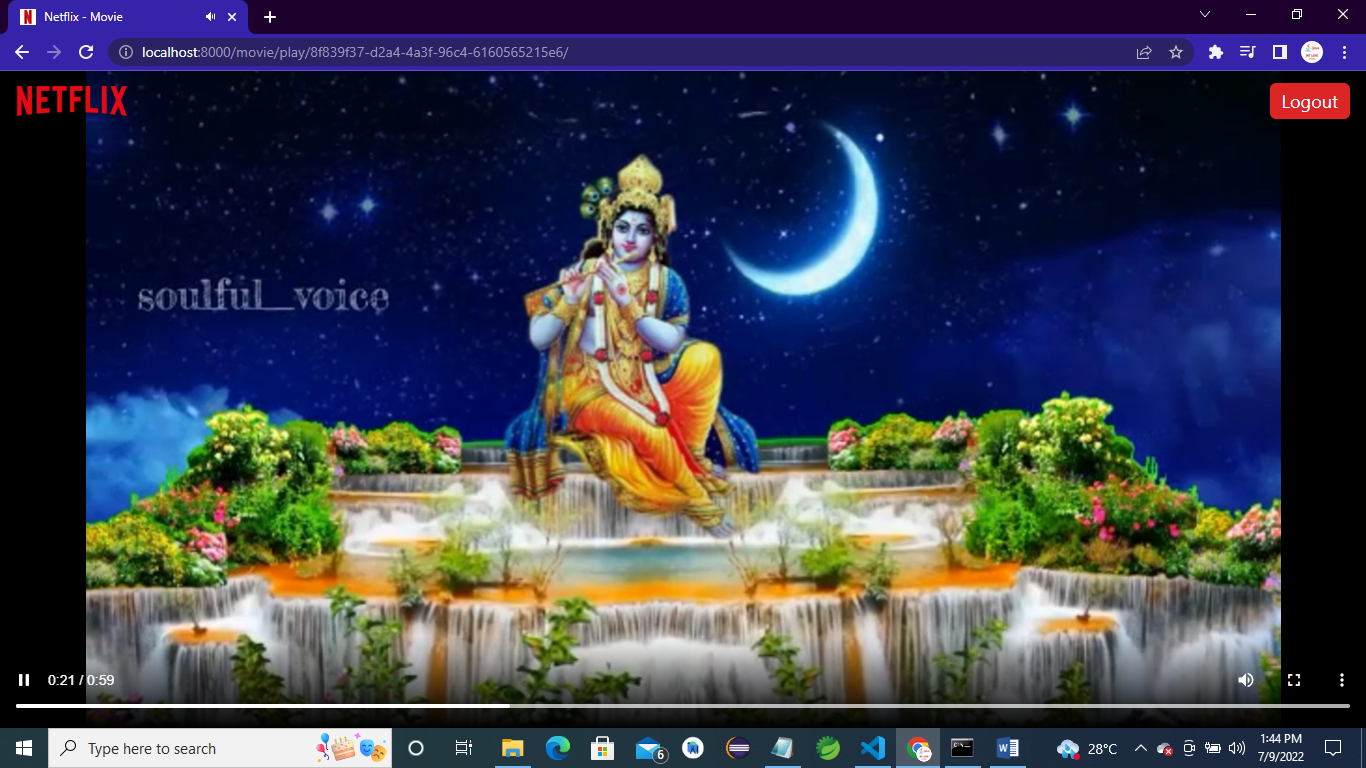 Netflix - Movie
localhost:8000/movie/play/8f839f37-d2a4-4a3f-96c4-6160565215e6/
NETFLIX
Logout
soulful_voice
0:21 / 0:59
Type here to search
6
28°C
1:44 PM
7/9/2022